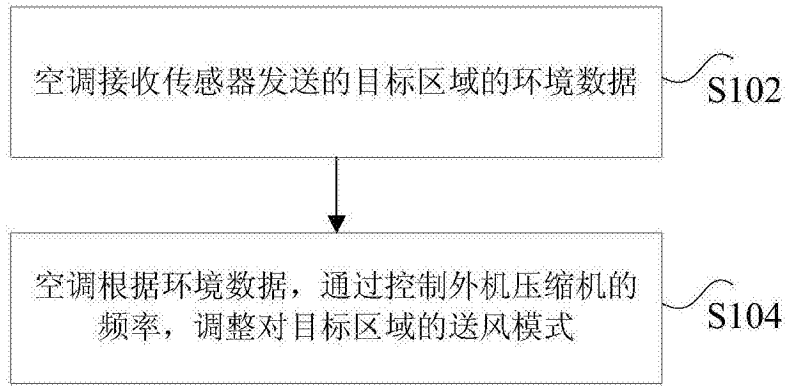 空调接收传感器发送的目标区域的环境数据
S102
空调根据环境数据，通过控制外机压缩机的
频率，调整对目标区域的送风模式
S104